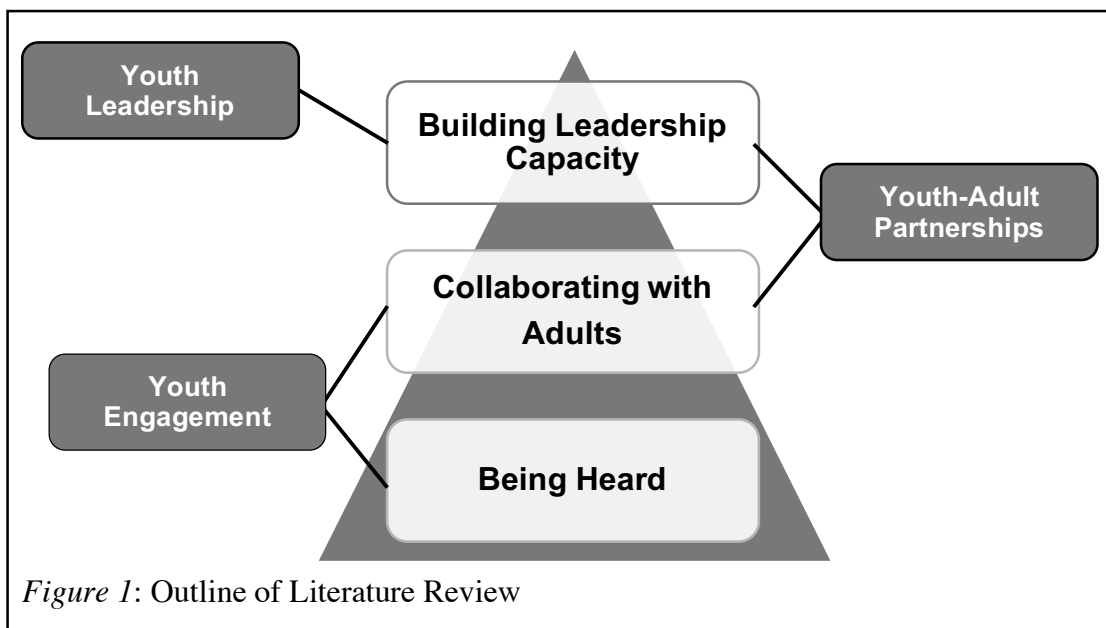 Youth
Leadership
Building Leadership
Capacity
Youth-Adult
Partnerships
Collaborating with
Adults
Youth
Engagement
Being Heard
Figure 1: Outline of Literature Review